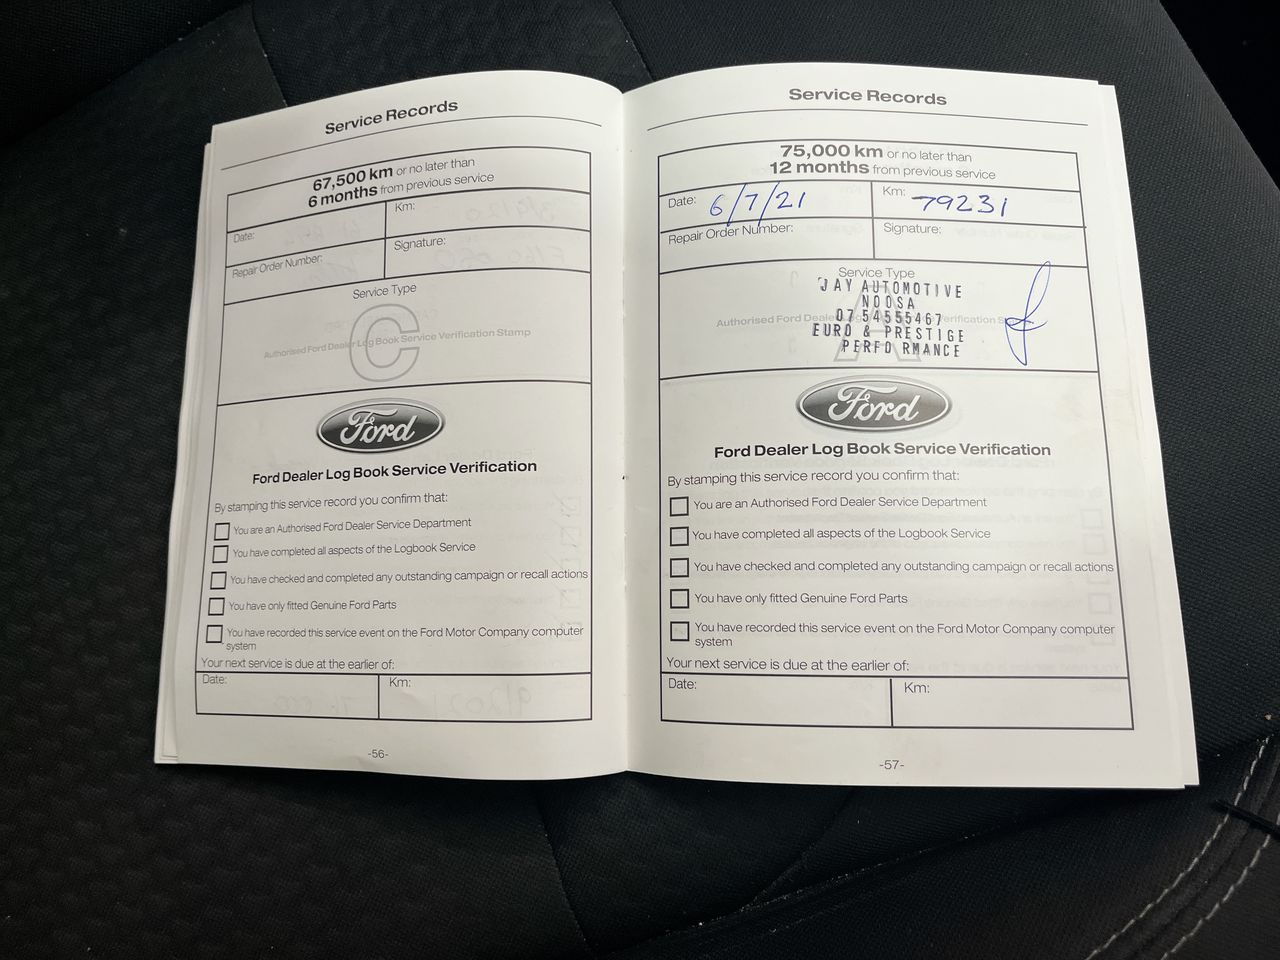 Service Records
67,500 km or no later than
6 months from previous service
Date:
Km:
Repair Order Number:
Signature:
Service Type
C
Authorised Ford Dealer Log Book Service Verification Stamp
Ford
Ford Dealer Log Book Service Verification
By stamping this service record you confirm that:
You are an Authorised Ford Dealer Service Department
You have completed all aspects of the Logbook Service
You have checked and completed any outstanding campaign or recall actions
You have only fitted Genuine Ford Parts
You have recorded this service event on the Ford Motor Company computer
system
Your next service is due at the earlier of:
Date:
Km:
-56-
Service Records
75,000 km or no later than
12 months from previous service
Date: 6/7/21
Km: 79231
Repair Order Number:
Signature:
Service Type
JAY AUTOMOTIVE
NOOSA
07 54555467
Authorised Ford Dealer Verification
EURO & PRESTIGE
PERFO RMANCE
A
Ford
Ford Dealer Log Book Service Verification
By stamping this service record you confirm that:
You are an Authorised Ford Dealer Service Department
You have completed all aspects of the Logbook Service
You have checked and completed any outstanding campaign or recall actions
You have only fitted Genuine Ford Parts
You have recorded this service event on the Ford Motor Company computer
system
Your next service is due at the earlier of:
Date:
Km:
-57-